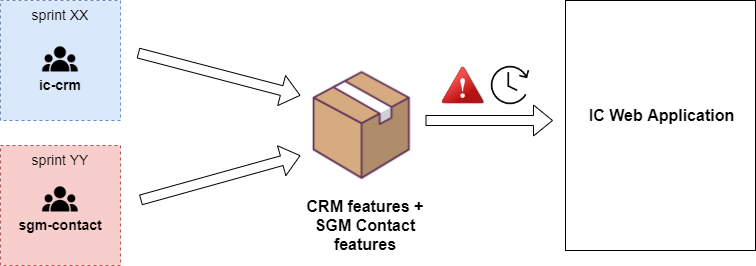 sprint XX
ic-crm
sprint YY
sgm-contact
CRM features +
SGM Contact
features
IC Web Application